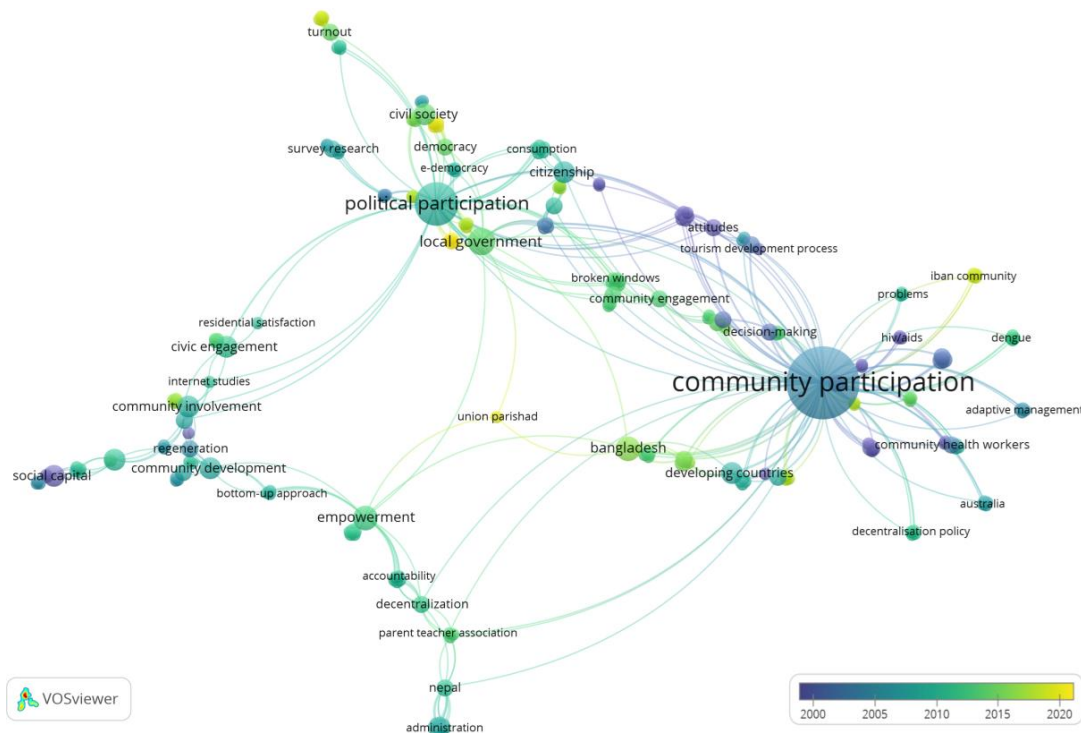 turnout
civil society
survey research
democracy
consumption
e-democracy
citizenship
political participation
local government
attitudes
tourism development process
broken windows
iban community
problems
community engagement
residential satisfaction
decision-making
hiv/aids
dengue
civic engagement
internet studies
community participation
community involvement
adaptive management
union parishad
regeneration
bangladesh
community health workers
social capital
community development
developing countries
bottom-up approach
australia
empowerment
decentralisation policy
accountability
decentralization
parent teacher association
nepal
administration
VOSviewer
2000 2005 2010 2015 2020